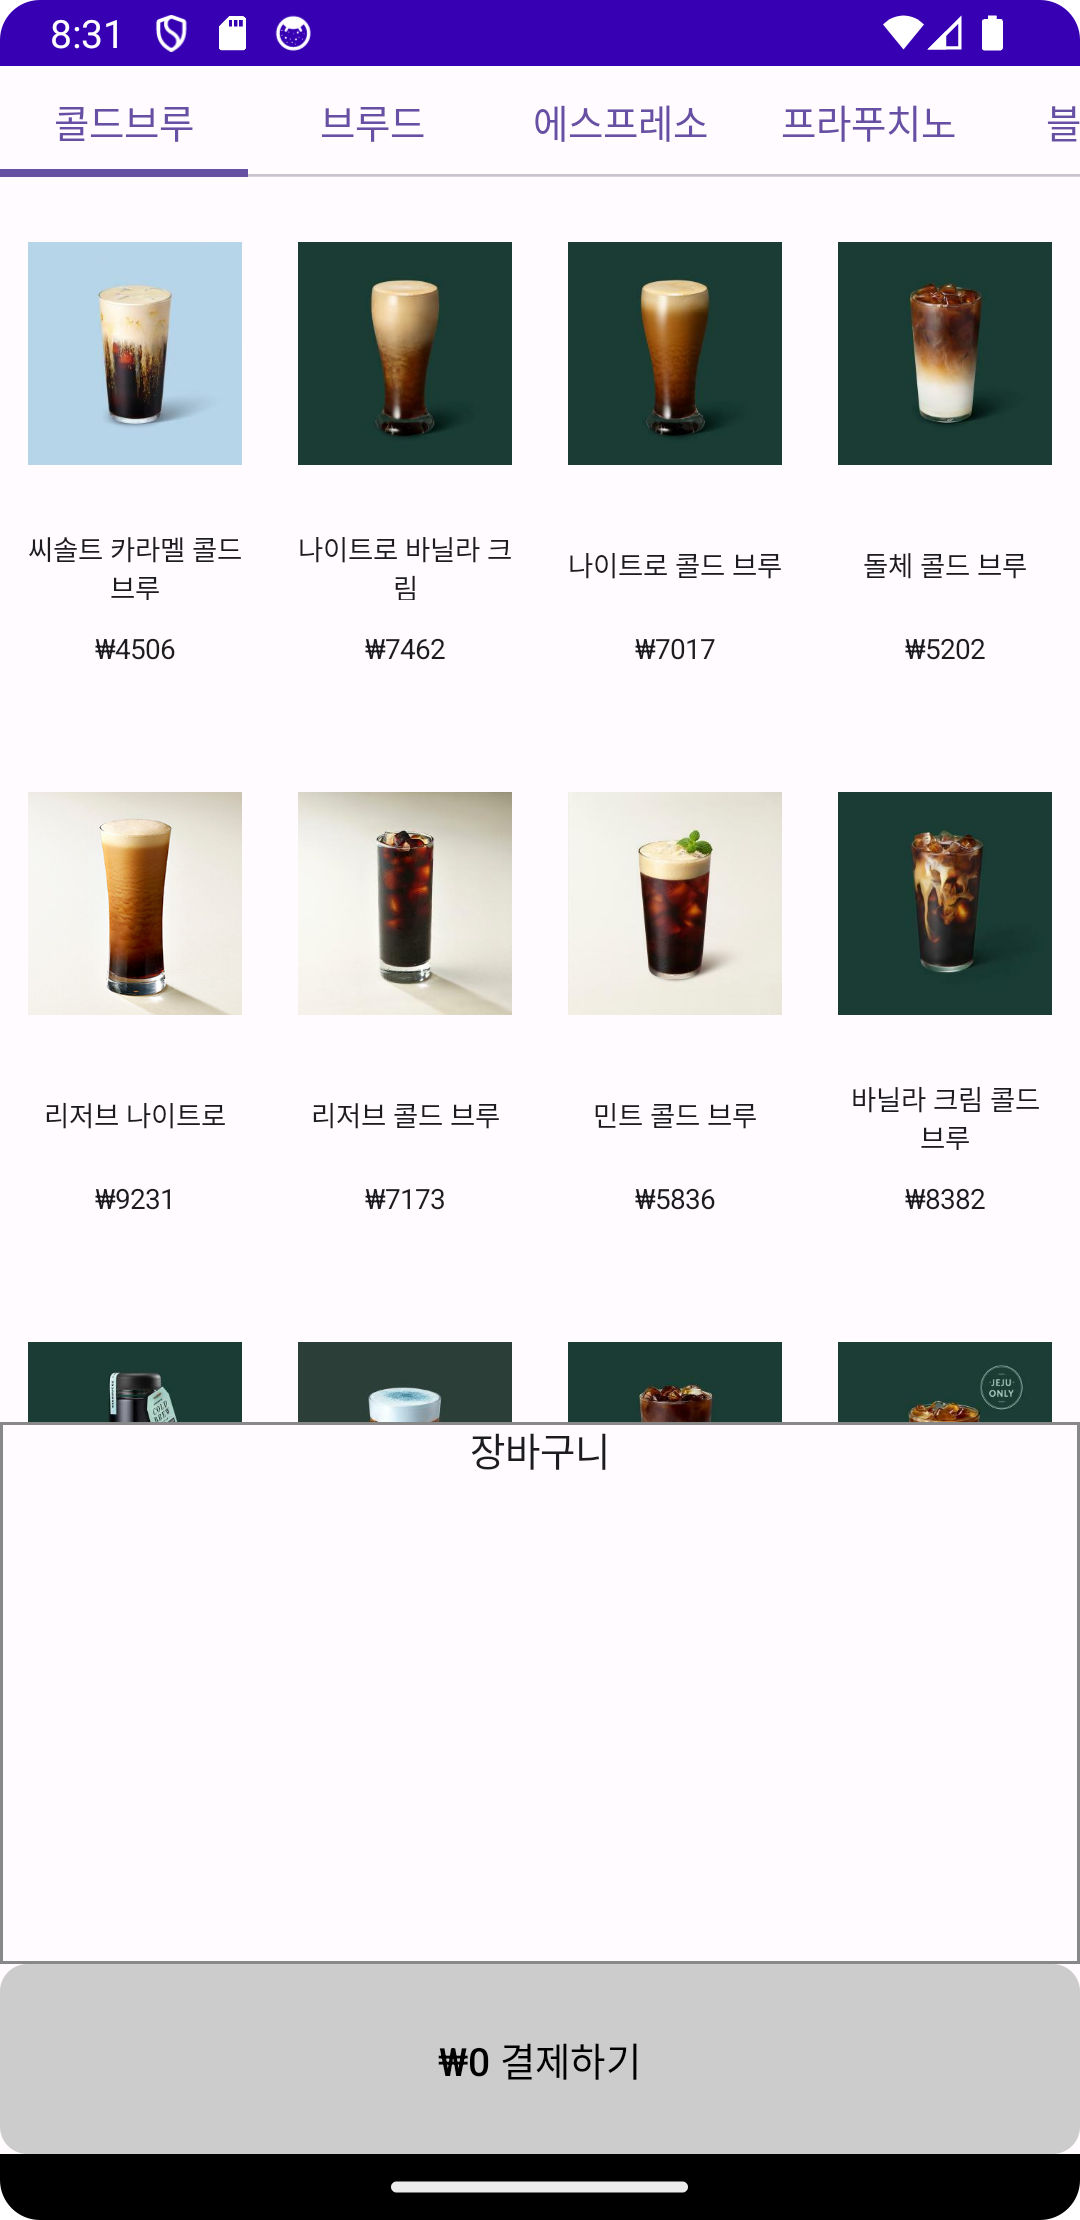 8:31
콜드브루 브루드 에스프레소 프라푸치노 블
씨솔트 카라멜 콜드
브루
₩4506
나이트로 바닐라 크
림
₩7462
나이트로 콜드 브루
₩7017
돌체 콜드 브루
₩5202
리저브 나이트로
₩9231
리저브 콜드 브루
₩7173
민트 콜드 브루
₩5836
바닐라 크림 콜드
브루
₩8382
COLD
BREW
JEJU
ONLY
장바구니
₩0 결제하기